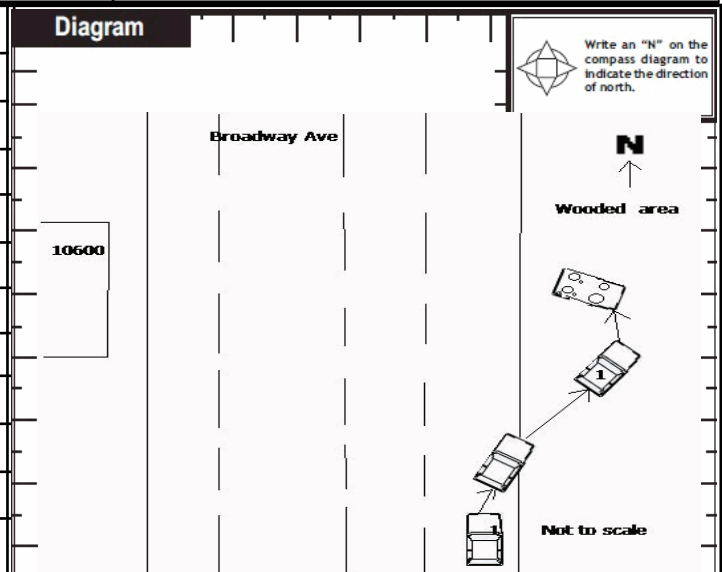 Diagram
Write an “N” on the
compass diagram to
indicate the direction
of north.
Broadway Ave
N
Wooded area
10600
1
1
Not to scale